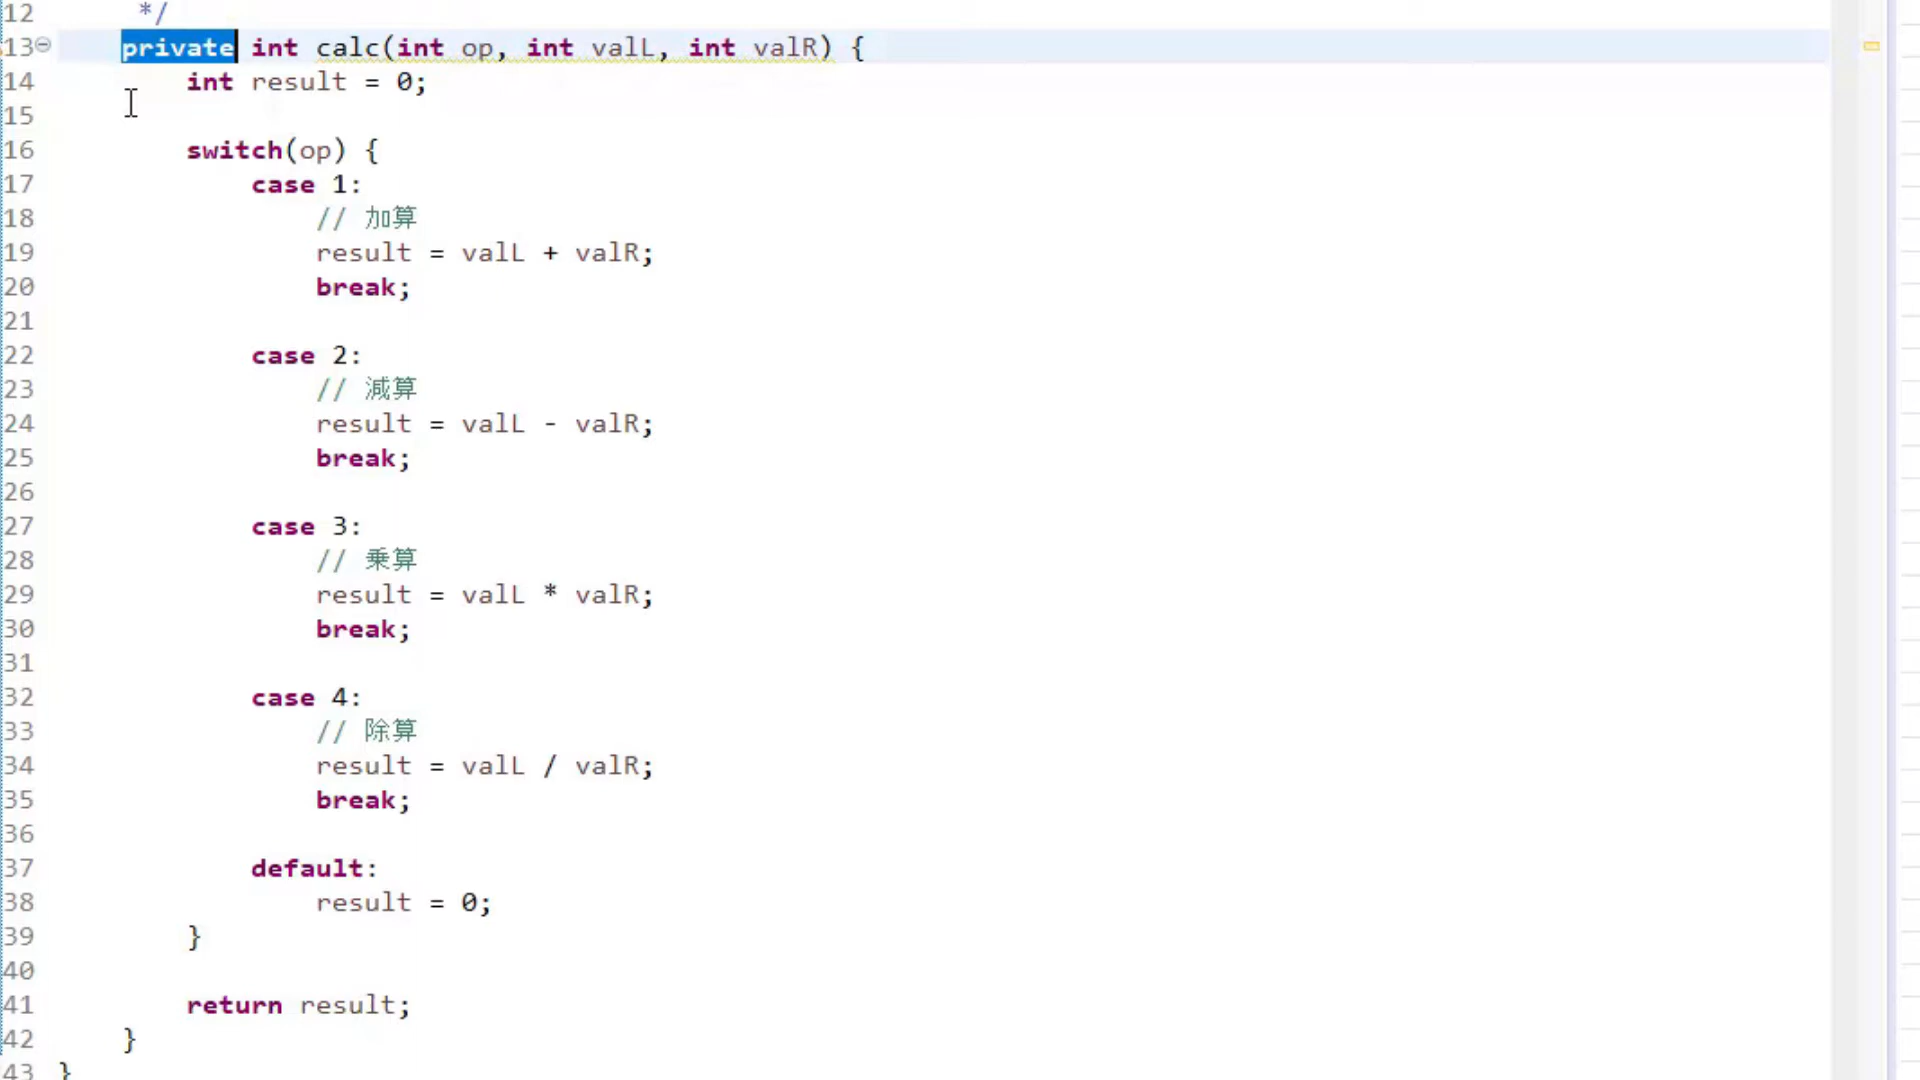 12 */
13 private int calc(int op, int valL, int valR) {
14 int result = 0;
15
16 switch(op) {
17 case 1:
18 // 加算
19 result = valL + valR;
20 break;
21
22 case 2:
23 // 減算
24 result = valL - valR;
25 break;
26
27 case 3:
28 // 乗算
29 result = valL * valR;
30 break;
31
32 case 4:
33 // 除算
34 result = valL / valR;
35 break;
36
37 default:
38 result = 0;
39 }
40
41 return result;
42 }
43 }